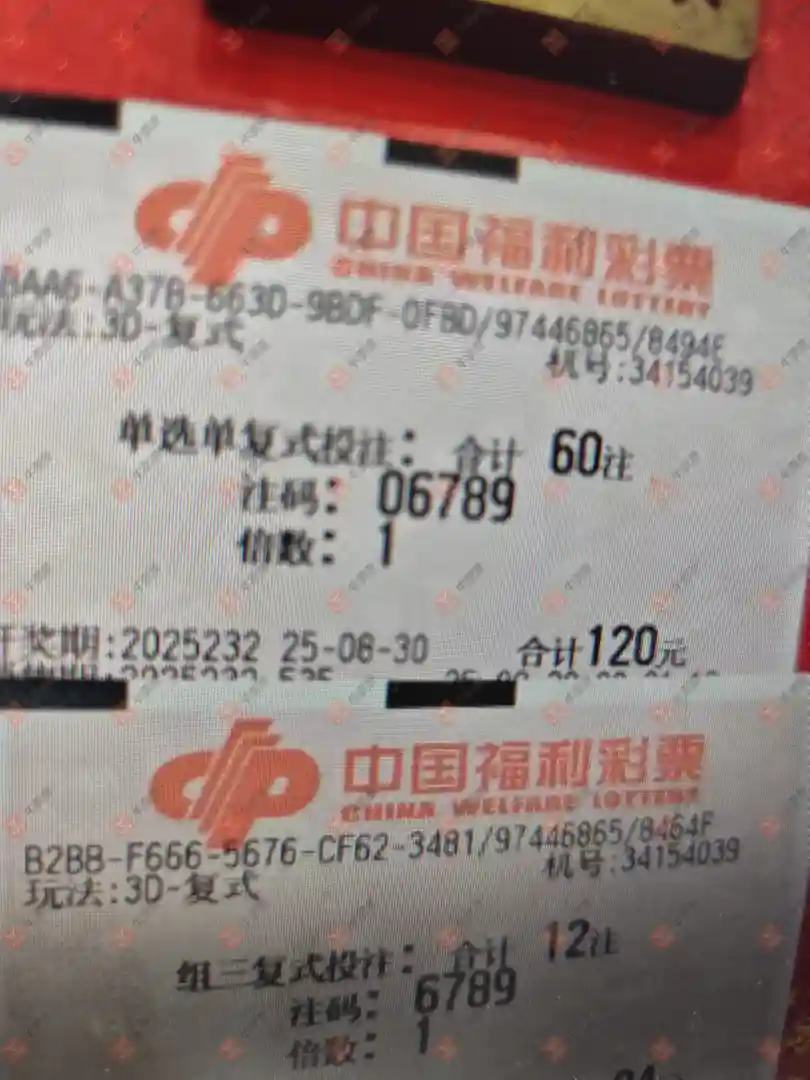 中国福利彩票
CHINA WELFARE LOTTERY
BAA6-A378-663D-9BDF-0FBD/97446865/8494E
玩法:3D-复式
机号:34154039
单选单复式投注: 合计 60注
注码: 06789
倍数: 1
开奖期:2025232 25-08-30 合计120元
中国福利彩票
CHINA WELFARE LOTTERY
B2B8-F666-5676-CF62-3481/97446865/8464F
机号:34154039
玩法:3D-复式
组三复式投注: 合计 12注
注码: 6789
倍数: 1